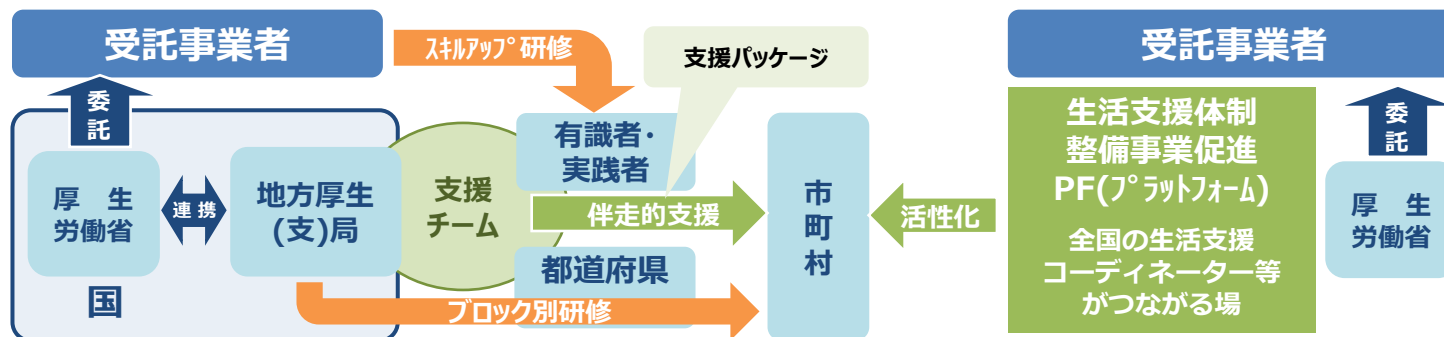 受託事業者
スキルアップ研修
支援パッケージ
委
託
有識者・
実践者
厚　生
労働省
連携
地方厚生
(支)局
支援
チーム
伴走的支援
都道府県
国
ブロック別研修
市
町
村
活性化
受託事業者
生活支援体制
整備事業促進
PF(プラットフォーム)
全国の生活支援
コーディネーター等
がつながる場
委
託
厚　生
労働省